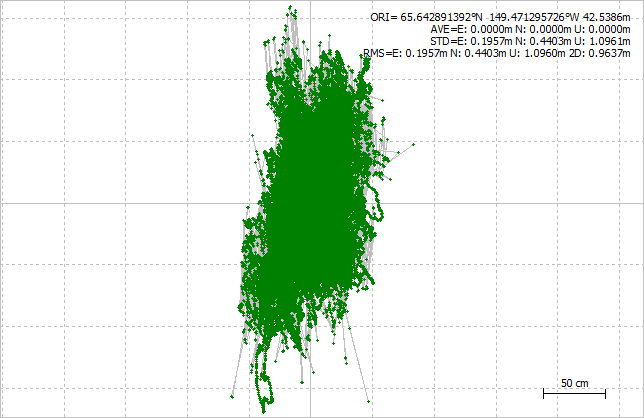 ORI= 65.642891392°N 149.471295726°W 42.5386m
AVE=E: 0.0000m N: 0.0000m U: 0.0000m
STD=E: 0.1957m N: 0.4403m U: 1.0961m
RMS=E: 0.1957m N: 0.4403m U: 1.0960m 2D: 0.9637m
50 cm